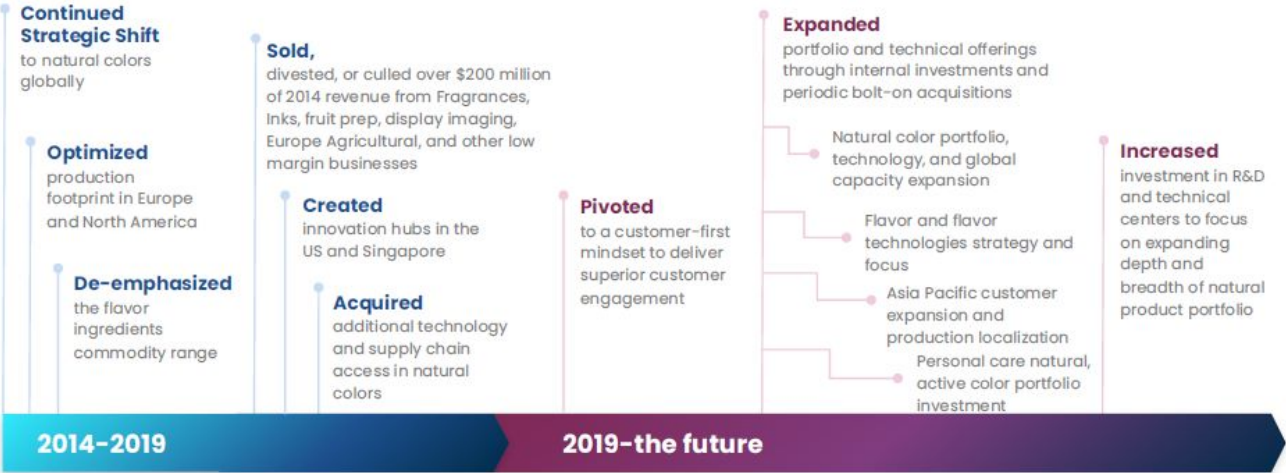 Continued
Strategic Shift
to natural colors
globally
Optimized
production
footprint in Europe
and North America
De-emphasized
the flavor
ingredients
commodity range
Sold,
divested, or culled over $200 million
of 2014 revenue from Fragrances,
Inks, fruit prep, display imaging,
Europe Agricultural, and other low
margin businesses
Created
innovation hubs in the
US and Singapore
Acquired
additional technology
and supply chain
access in natural
colors
Pivoted
to a customer-first
mindset to deliver
superior customer
engagement
Expanded
portfolio and technical offerings
through internal investments and
periodic bolt-on acquisitions
Natural color portfolio,
technology, and global
capacity expansion
Flavor and flavor
technologies strategy and
focus
Asia Pacific customer
expansion and
production localization
Personal care natural,
active color portfolio
investment
Increased
investment in R&D
and technical
centers to focus
on expanding
depth and
breadth of natural
product portfolio
2014-2019
2019-the future